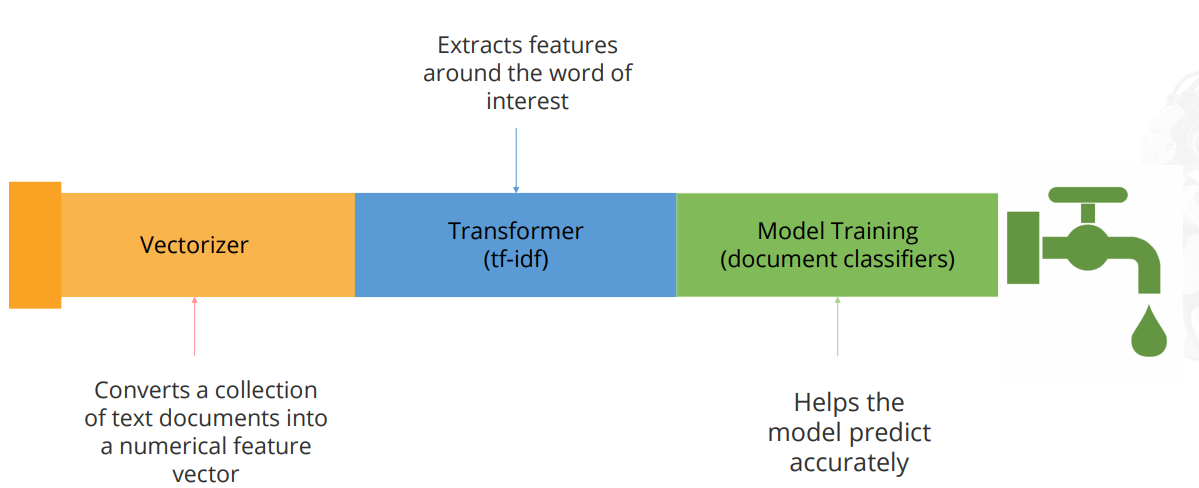 Extracts features
around the word of
interest
Vectorizer
Transformer
(tf-idf)
Model Training
(document classifiers)
Converts a collection
of text documents into
a numerical feature
vector
Helps the
model predict
accurately